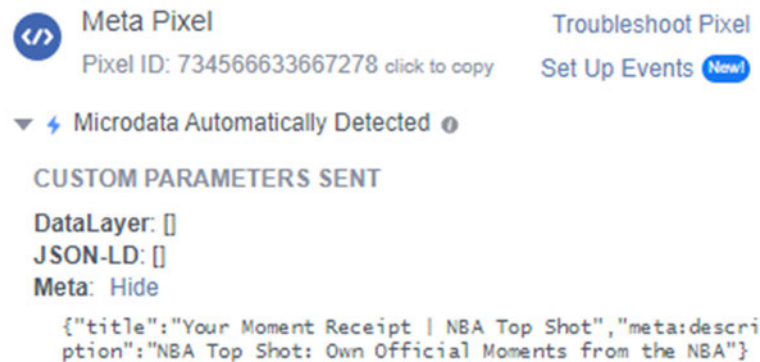 Meta Pixel
Troubleshoot Pixel
Pixel ID: 734566633667278 click to copy
Set Up Events New!
Microdata Automatically Detected
CUSTOM PARAMETERS SENT
DataLayer: []
JSON-LD: []
Meta: Hide
{"title":"Your Moment Receipt | NBA Top Shot","meta:descri
ption":"NBA Top Shot: Own Official Moments from the NBA"}